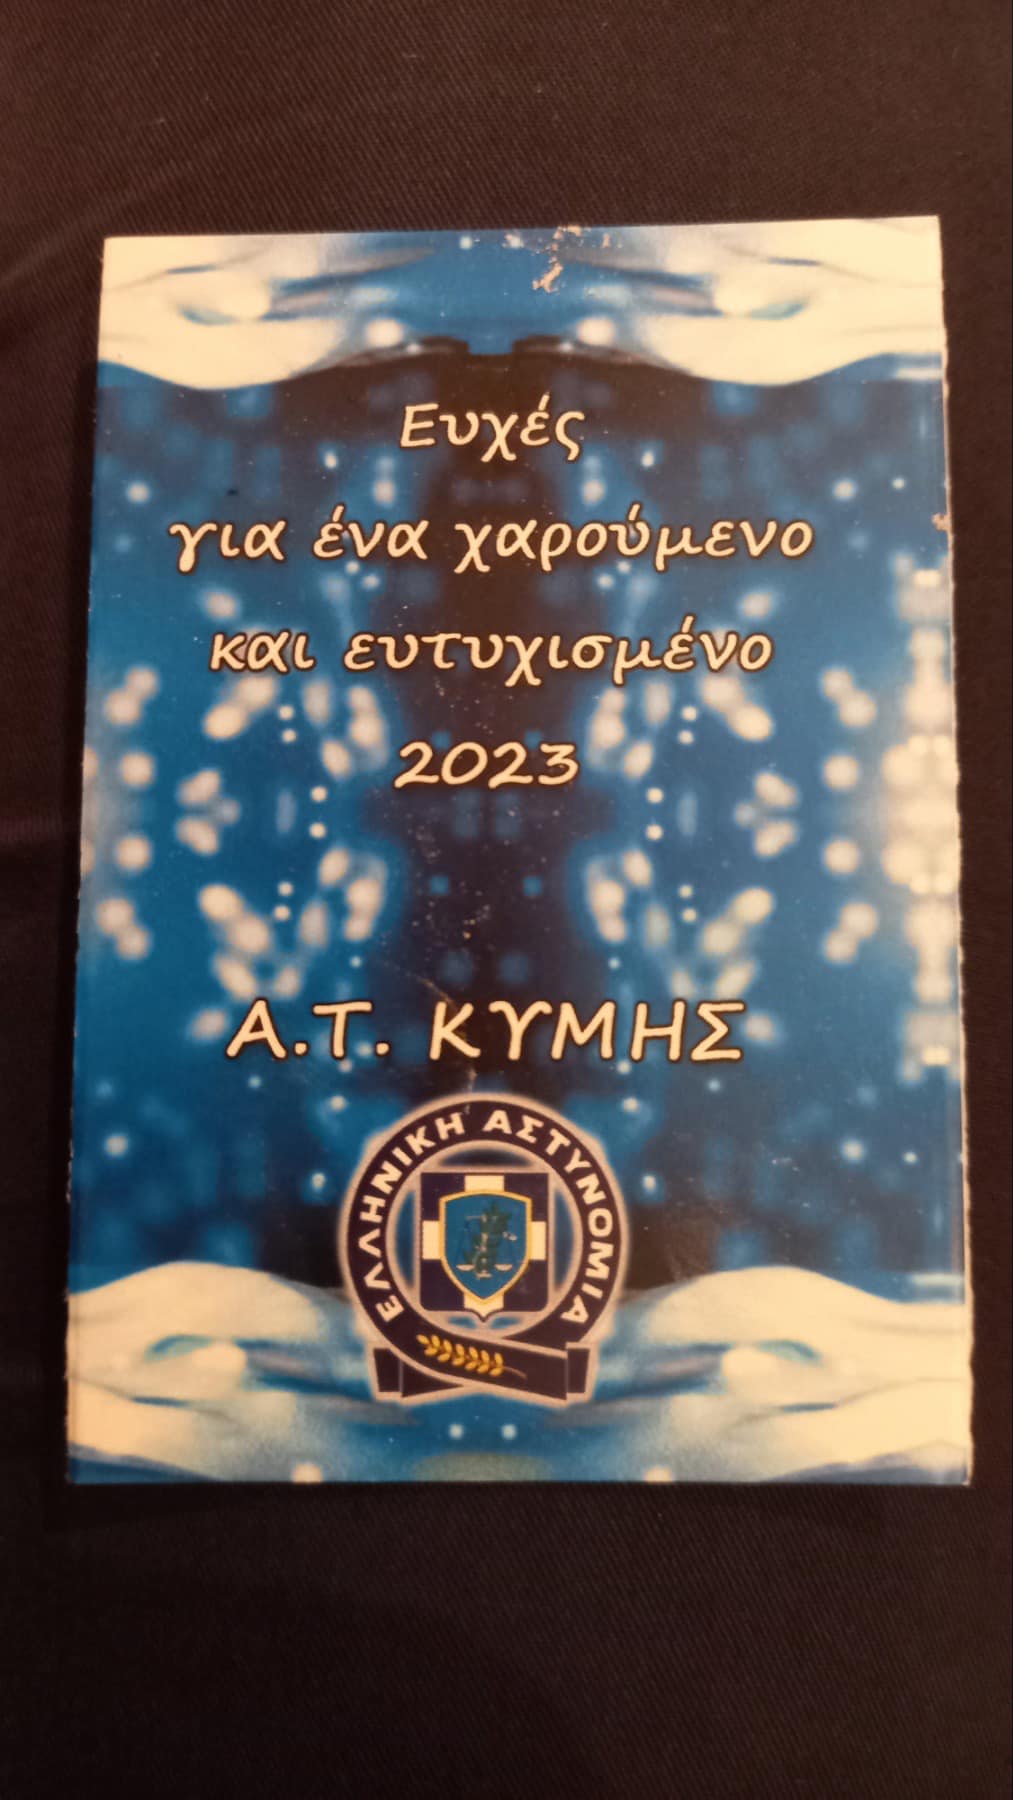 Ευχές
για ένα χαρούμενο
και ευτυχισμένο
2023
Α.Τ. ΚΥΜΗΣ
ΕΛΛΗΝΙΚΗ ΑΣΤΥΝΟΜΙΑ